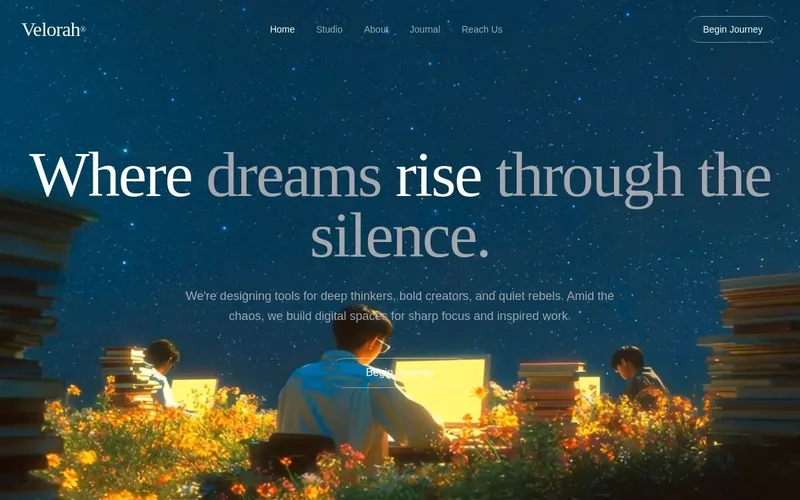 Velorah®
Home Studio About Journal Reach Us
Begin Journey
Where dreams rise through the
silence.
We're designing tools for deep thinkers, bold creators, and quiet rebels. Amid the
chaos, we build digital spaces for sharp focus and inspired work.
Begin Journey